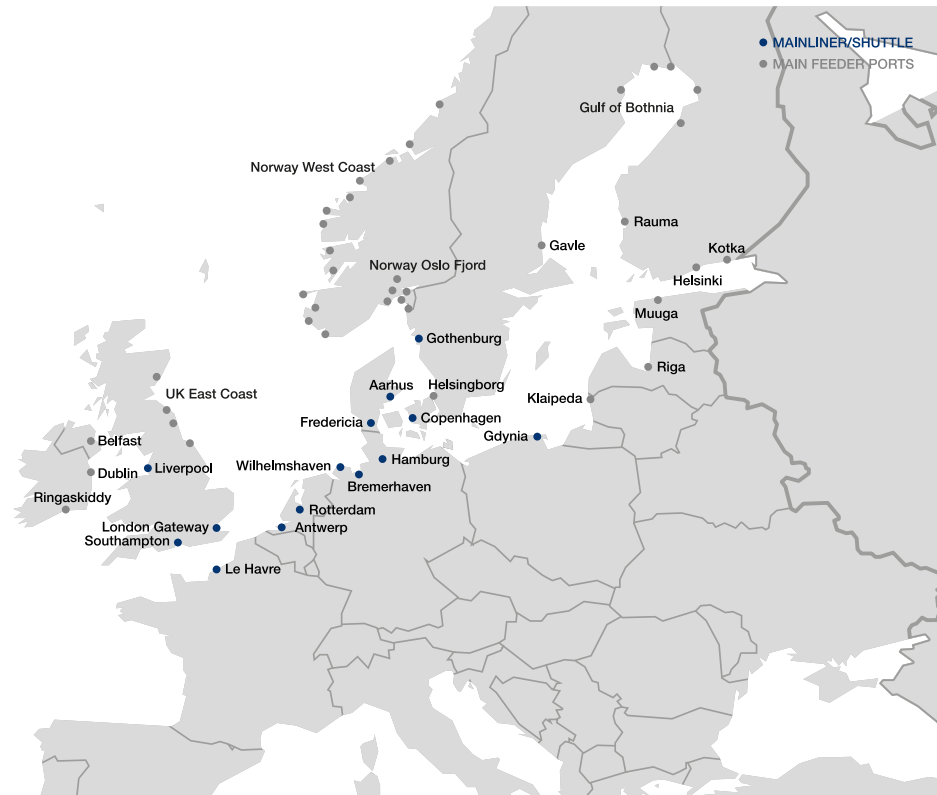 MAINLINER/SHUTTLE
MAIN FEEDER PORTS
Gulf of Bothnia
Norway West Coast
Rauma
Gavle
Kotka
Norway Oslo Fjord
Helsinki
Muuga
Gothenburg
Riga
Aarhus
Helsingborg
UK East Coast
Klaipeda
Fredericia
Copenhagen
Gdynia
Belfast
Hamburg
Wilhelmshaven
Liverpool
Dublin
Bremerhaven
Ringaskiddy
Rotterdam
London Gateway
Antwerp
Southampton
Le Havre